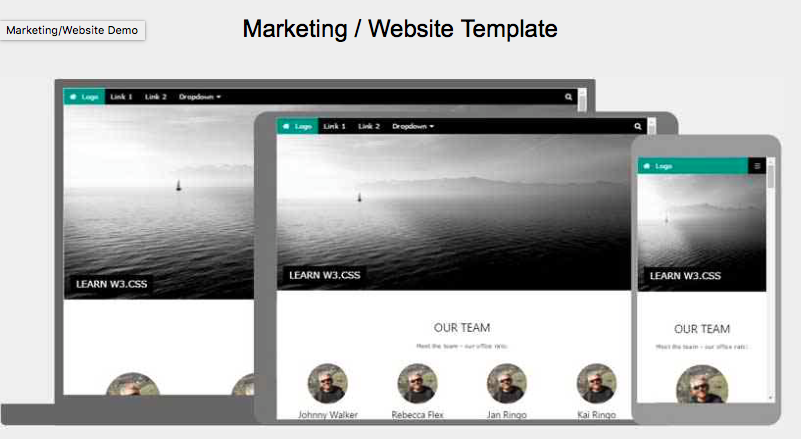 Marketing / Website Template
Marketing/Website Demo
Logo Link 1 Link 2 Dropdown
LEARN W3.CSS
Logo Link 1 Link 2 Dropdown
LEARN W3.CSS
OUR TEAM
Meet the team - our office rats:
Johnny Walker Rebecca Flex Jan Ringo Kai Ringo
Logo
LEARN W3.CSS
OUR TEAM
Meet the team - our office rats: